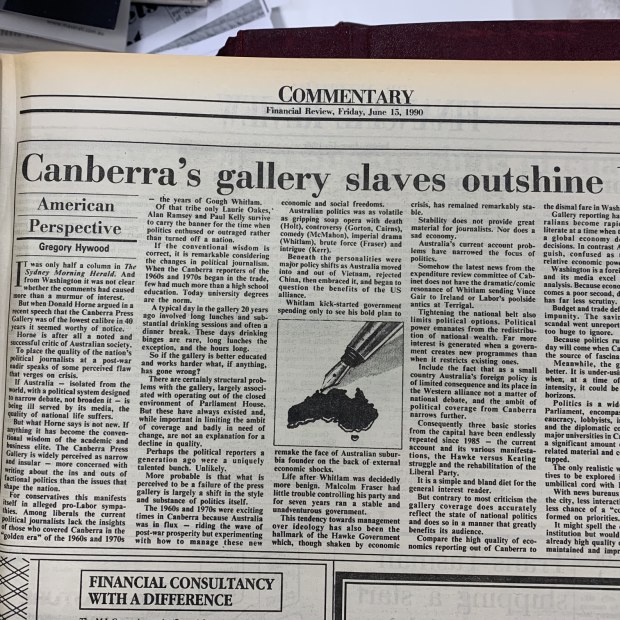 COMMENTARY
Financial Review, Friday, June 15, 1990
Canberra's gallery slaves outshine
American
Perspective
Gregory Hywood
IT was only half a column in The
Sydney Morning Herald. And
from Washington it was not clear
whether the comments had caused
more than a murmur of interest.
But when Donald Horne argued in a
recent speech that the Canberra Press
Gallery was of the lowest calibre in 40
years it seemed worthy of notice.
Horne is after all a noted and
successful critic of Australian society.
To place the quality of the nation's
political journalists at a post-war
nadir speaks of some perceived flaw
that verges on crisis.
If Australia – isolated from the
world, with a political system designed
to narrow debate, not broaden it – is
being ill served by its media, the
quality of national life suffers.
But what Horne says is not new. If
anything it has become the conven-
tional wisdom of the academic and
business elite. The Canberra Press
Gallery is widely perceived as narrow
and insular – more concerned with
writing about the ins and outs of
factional politics than the issues that
shape the nation.
For conservatives this manifests
itself in alleged pro-Labor sympa-
thies. Among liberals the current
political journalists lack the insights
of those who covered Canberra in the
"golden era" of the 1960s and 1970s
– the years of Gough Whitlam.
Of that tribe only Laurie Oakes,
Alan Ramsey and Paul Kelly survive
to carry the banner for the time when
politics enthused or outraged rather
than turned off a nation.
If the conventional wisdom is
correct, it is remarkable considering
the changes in political journalism.
When the Canberra reporters of the
1960s and 1970s began in the trade,
few had much more than a high school
education. Today university degrees
are the norm.
A typical day in the gallery 20 years
ago involved long lunches and sub-
stantial drinking sessions and often a
dinner break. These days drinking
binges are rare, long lunches the
exception, and the hours long.
So if the gallery is better educated
and works harder what, if anything,
has gone wrong?
There are certainly structural prob-
lems with the gallery, largely associ-
ated with operating out of the closed
environment of Parliament House.
But these have always existed and,
while important in limiting the ambit
of coverage and badly in need of
change, are not an explanation for a
decline in quality.
Perhaps the political reporters a
generation ago were a uniquely
talented bunch. Unlikely.
More probable is that what is
perceived to be a failure of the press
gallery is largely a shift in the style
and substance of politics itself.
The 1960s and 1970s were exciting
times in Canberra because Australia
was in flux – riding the wave of
post-war prosperity but experimenting
with how to manage these new
economic and social freedoms.
Australian politics was as volatile
as gripping soap opera with death
(Holt), controversy (Gorton, Cairns),
comedy (McMahon), imperial drama
(Whitlam), brute force (Fraser) and
intrigue (Kerr).
Beneath the personalities were
major policy shifts as Australia moved
into and out of Vietnam, rejected
China, then embraced it, and began to
question the benefits of the US
alliance.
Whitlam kick-started government
spending only to see his bold plan to
remake the face of Australian subur-
bia founder on the back of external
economic shocks.
Life after Whitlam was decidedly
more benign. Malcolm Fraser had
little trouble controlling his party and
for seven years ran a stable and
unadventurous government.
This tendency towards management
over ideology has also been the
hallmark of the Hawke Government
which, though shaken by economic
crisis, has remained remarkably sta-
ble.
Stability does not provide great
material for journalists. Nor does a
sad economy.
Australia's current account prob-
lems have narrowed the focus of
politics.
Somehow the latest news from the
expenditure review committee of Cab-
inet does not have the dramatic/comic
resonance of Whitlam sending Vince
Gair to Ireland or Labor's poolside
antics at Terrigal.
Tightening the national belt also
limits political options. Political
power emanates from the redistribu-
tion of national wealth. Far more
interest is generated when a govern-
ment creates new programmes than
when it restricts existing ones.
Include the fact that as a small
country Australia's foreign policy is
of limited consequence and its place in
the Western alliance not a matter of
national debate, and the ambit of
political coverage from Canberra
narrows further.
Consequently three basic stories
from the capital have been endlessly
repeated since 1985 – the current
account and its various manifesta-
tions, the Hawke versus Keating
struggle and the rehabilitation of the
Liberal Party.
It is a simple and bland diet for the
general interest reader.
But contrary to most criticism the
gallery coverage does accurately
reflect the state of national politics
and does so in a manner that greatly
benefits its audience.
Compare the high quality of eco-
nomics reporting out of Canberra to
the dismal fare in Wash
Gallery reporting ha
ralians become rapid
literate at a time when t
a global economy d
decisions. In contrast A
guish, confused as
relative economic pow
Washington is a fore
and its media excel
analysis. Because econo
comes a poor second, d
has far less scrutiny.
Budget and trade def
impunity. The savin
scandal went unreport
too huge to ignore.
Because politics ru
day will come when Ca
the source of fascina
Meanwhile, the g
better. It is under-usi
when, at a time of
intensity, it could be
horizons.
Politics is a wid
Parliament, encompas
eaucracy, lobbyists, i
and the diplomatic co
major universities in C
a significant amount
related material and c
tapped.
The only realistic w
tives to be explored
umbilical cord with P
With news bureaus
the city, less interac
less chance of a "co
formed on priorities.
It might spell the
institution but would
already high quality
maintained and impr
FINANCIAL CONSULTANCY
WITH A DIFFERENCE